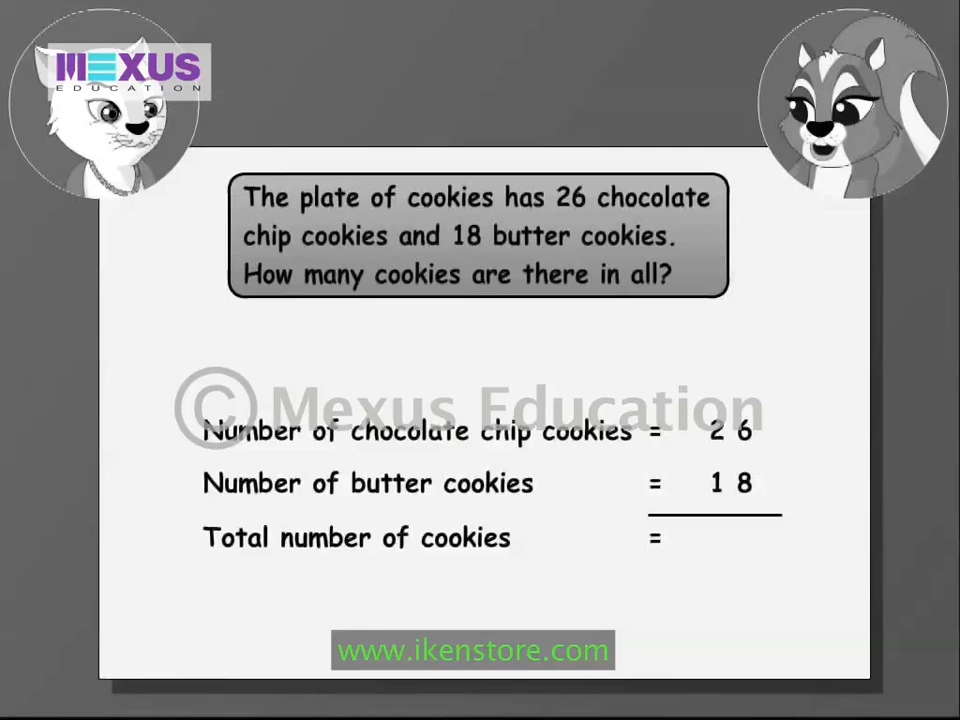 MEXUS
EDUCATION
The plate of cookies has 26 chocolate
chip cookies and 18 butter cookies.
How many cookies are there in all?
© Mexus Education
Number of chocolate chip cookies = 2 6
Number of butter cookies = 1 8
Total number of cookies =
www.ikenstore.com